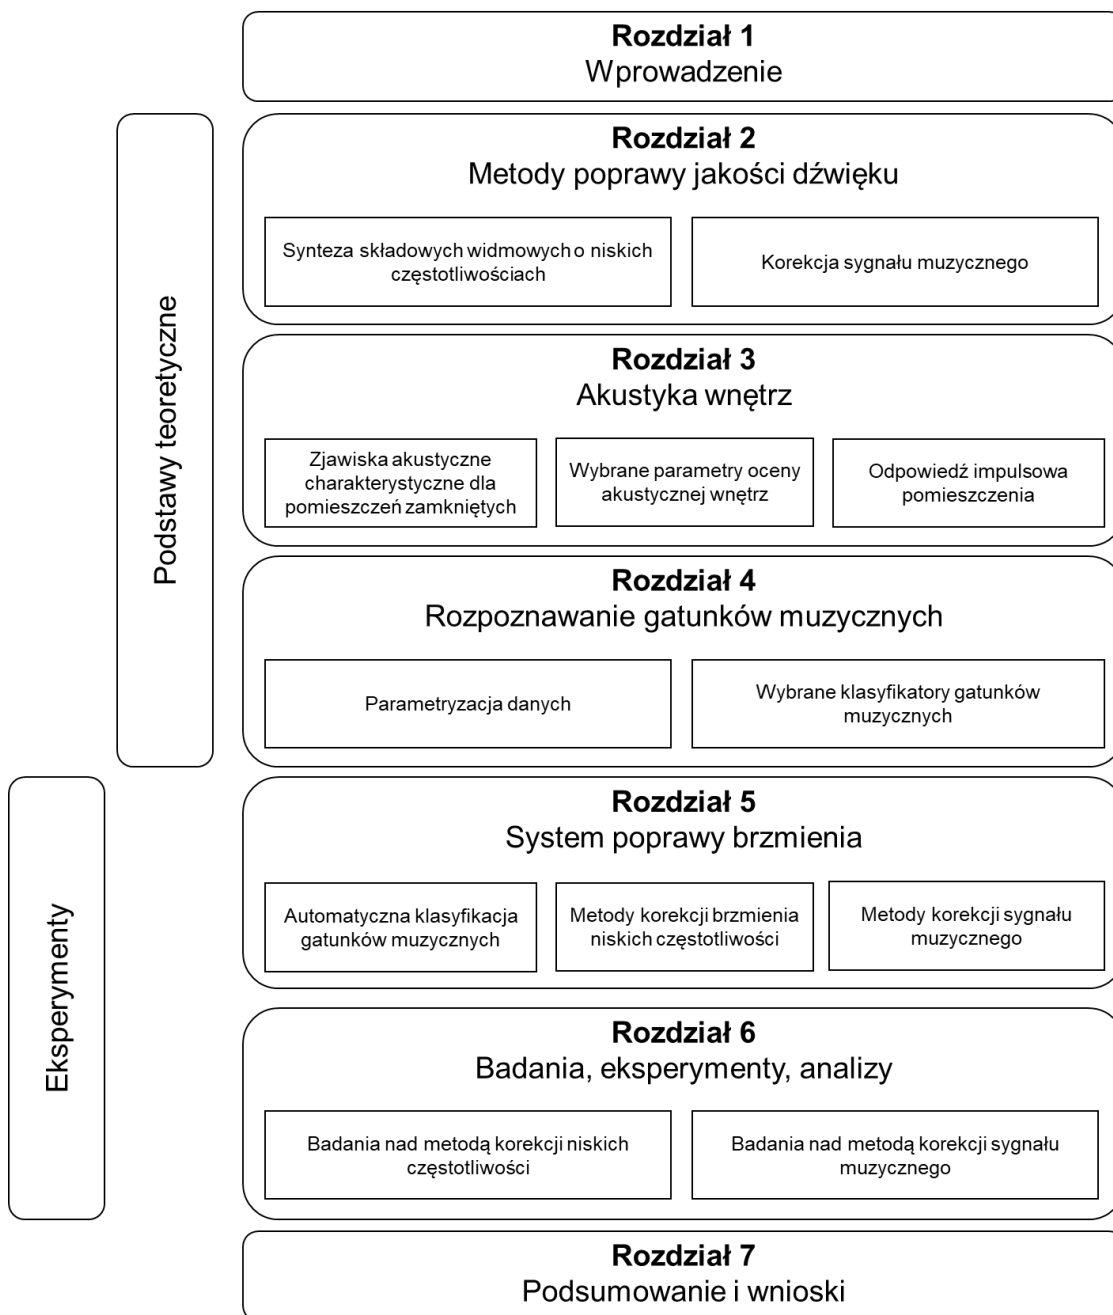 Rozdział 1
Wprowadzenie
Podstawy teoretyczne
Rozdział 2
Metody poprawy jakości dźwięku
Synteza składowych widmowych o niskich
częstotliwościach
Korekcja sygnału muzycznego
Rozdział 3
Akustyka wnętrz
Zjawiska akustyczne
charakterystyczne dla
pomieszczeń zamkniętych
Wybrane parametry oceny
akustycznej wnętrz
Odpowiedź impulsowa
pomieszczenia
Rozdział 4
Rozpoznawanie gatunków muzycznych
Parametryzacja danych
Wybrane klasyfikatory gatunków
muzycznych
Eksperymenty
Rozdział 5
System poprawy brzmienia
Automatyczna klasyfikacja
gatunków muzycznych
Metody korekcji brzmienia
niskich częstotliwości
Metody korekcji sygnału
muzycznego
Rozdział 6
Badania, eksperymenty, analizy
Badania nad metodą korekcji niskich
częstotliwości
Badania nad metodą korekcji sygnału
muzycznego
Rozdział 7
Podsumowanie i wnioski